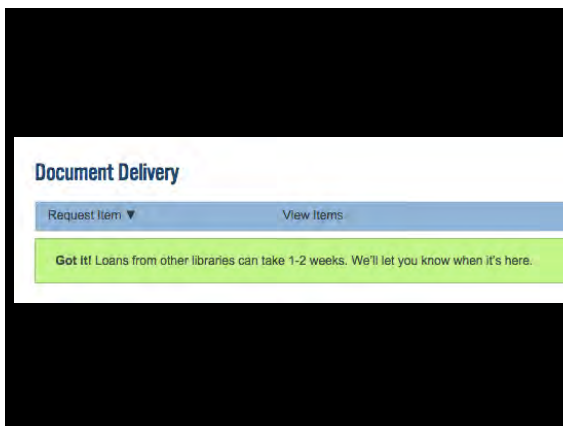 Document Delivery
Request Item ▼ View Items
Got it! Loans from other libraries can take 1-2 weeks. We'll let you know when it's here.